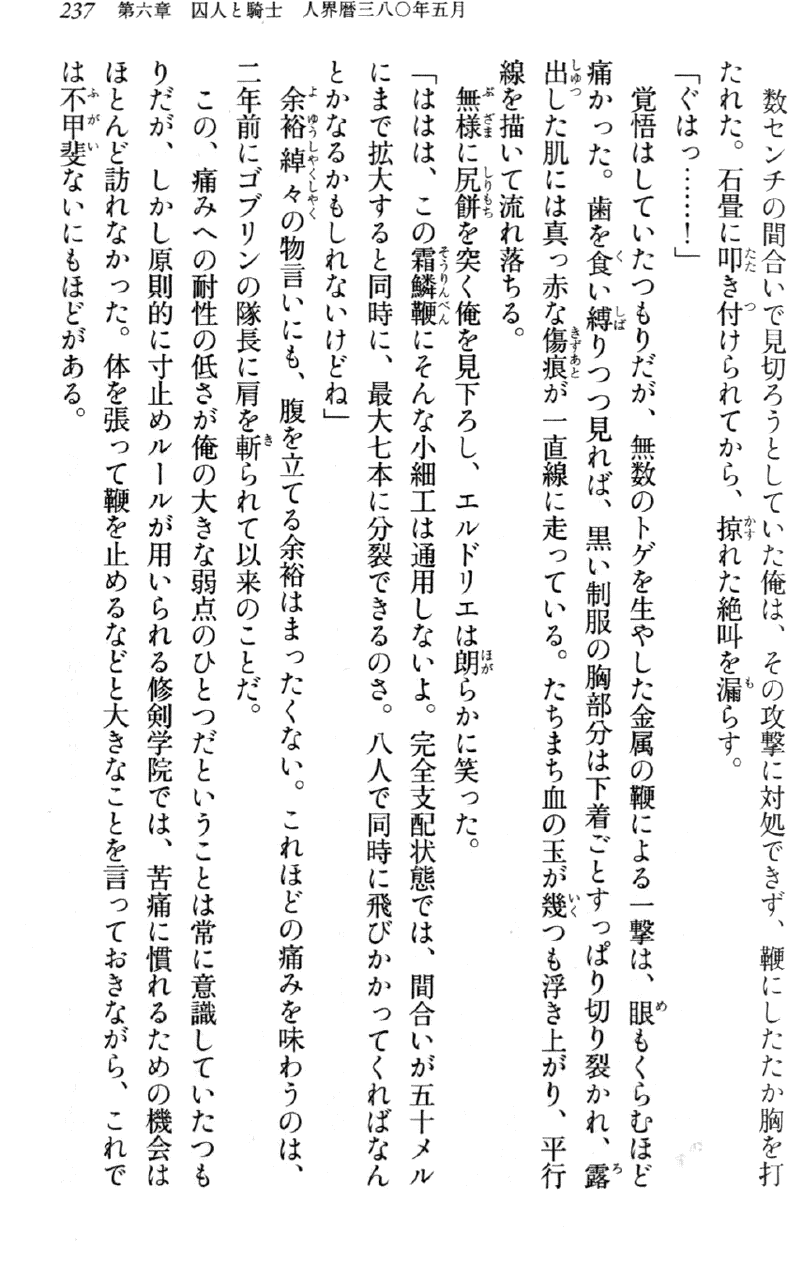 237　第六章　囚人と騎士　人界暦三八〇年五月
数センチの間合いで見切ろうとしていた俺は、その攻撃に対処できず、鞭にしたたか胸を打
たれた。石畳に叩き付けられてから、掠れた絶叫を漏らす。
「ぐはっ……！」
覚悟はしていたつもりだが、無数のトゲを生やした金属の鞭による一撃は、眼もくらむほど
痛かった。歯を食い縛りつつ見れば、黒い制服の胸部分は下着ごとすっぱり切り裂かれ、露
出した肌には真っ赤な傷痕が一直線に走っている。たちまち血の玉が幾つも浮き上がり、平行
線を描いて流れ落ちる。
無様に尻餅を突く俺を見下ろし、エルドリエは朗らかに笑った。
「ははは、この霜鱗鞭にそんな小細工は通用しないよ。完全支配状態では、間合いが五十メル
にまで拡大すると同時に、最大七本に分裂できるのさ。八人で同時に飛びかかってくればなん
とかなるかもしれないけどね」
余裕綽々の物言いにも、腹を立てる余裕はまったくない。これほどの痛みを味わうのは、
二年前にゴブリンの隊長に肩を斬られて以来のことだ。
この、痛みへの耐性の低さが俺の大きな弱点のひとつだということは常に意識していたつも
りだが、しかし原則的に寸止めルールが用いられる修剣学院では、苦痛に慣れるための機会は
ほとんど訪れなかった。体を張って鞭を止めるなどと大きなことを言っておきながら、これで
は不甲斐ないにもほどがある。